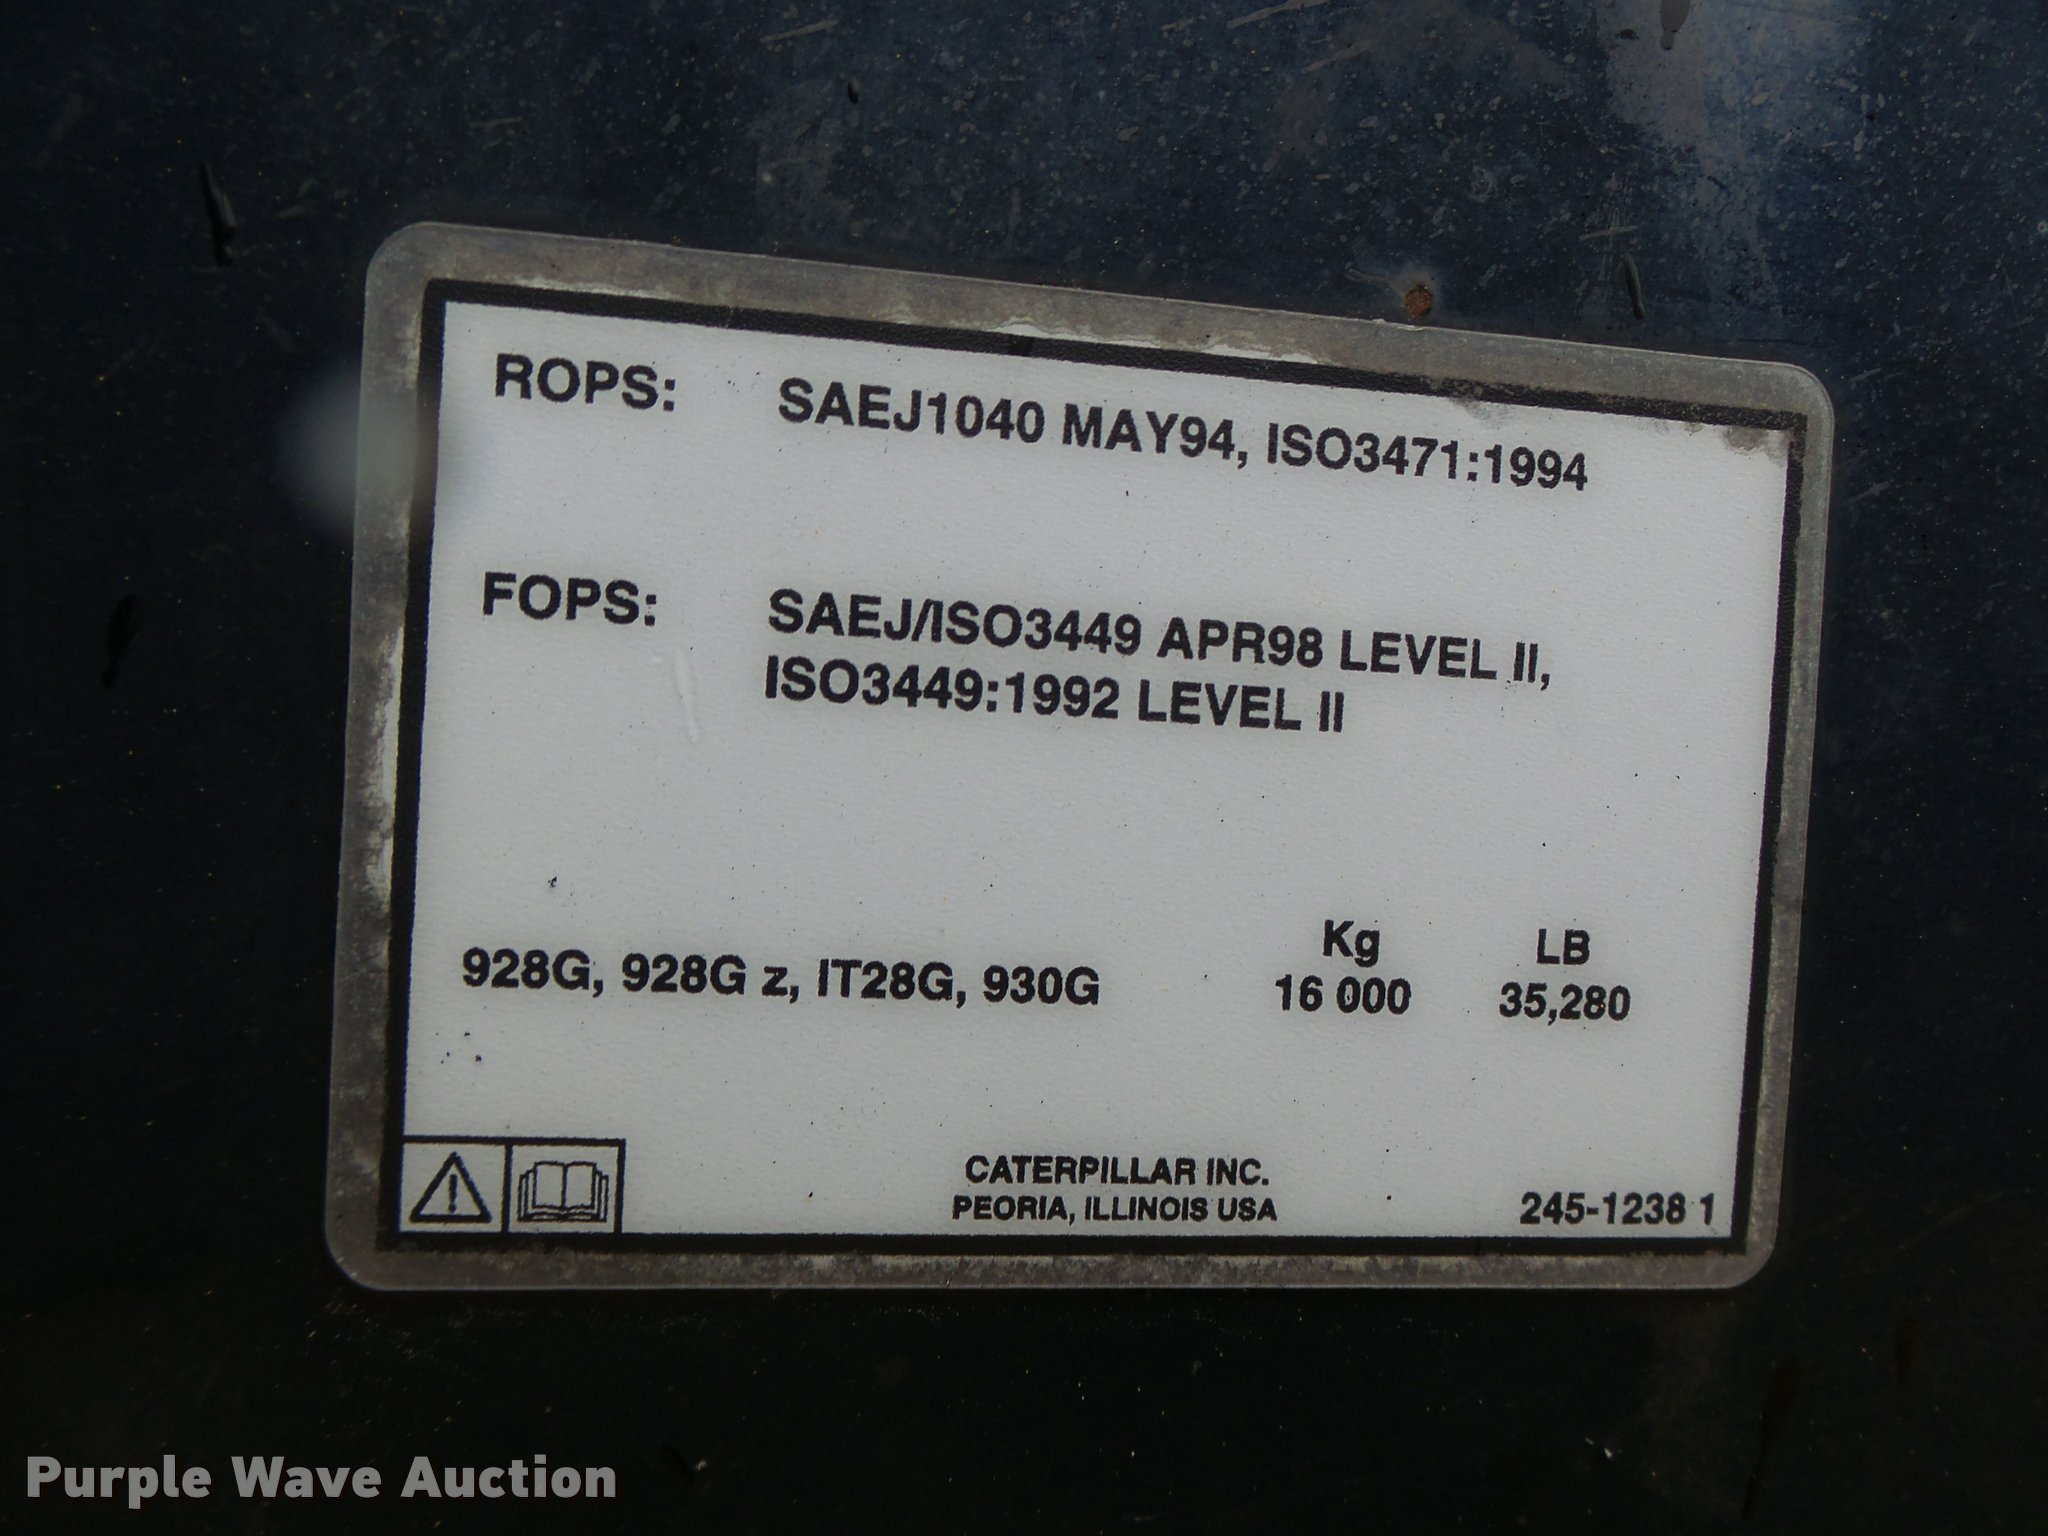 ROPS: SAEJ1040 MAY94, ISO3471:1994
FOPS: SAEJ/ISO3449 APR98 LEVEL II,
ISO3449:1992 LEVEL II
Kg LB
928G, 928G z, IT28G, 930G 16 000 35,280
CATERPILLAR INC.
PEORIA, ILLINOIS USA
245-1238 1
Purple Wave Auction